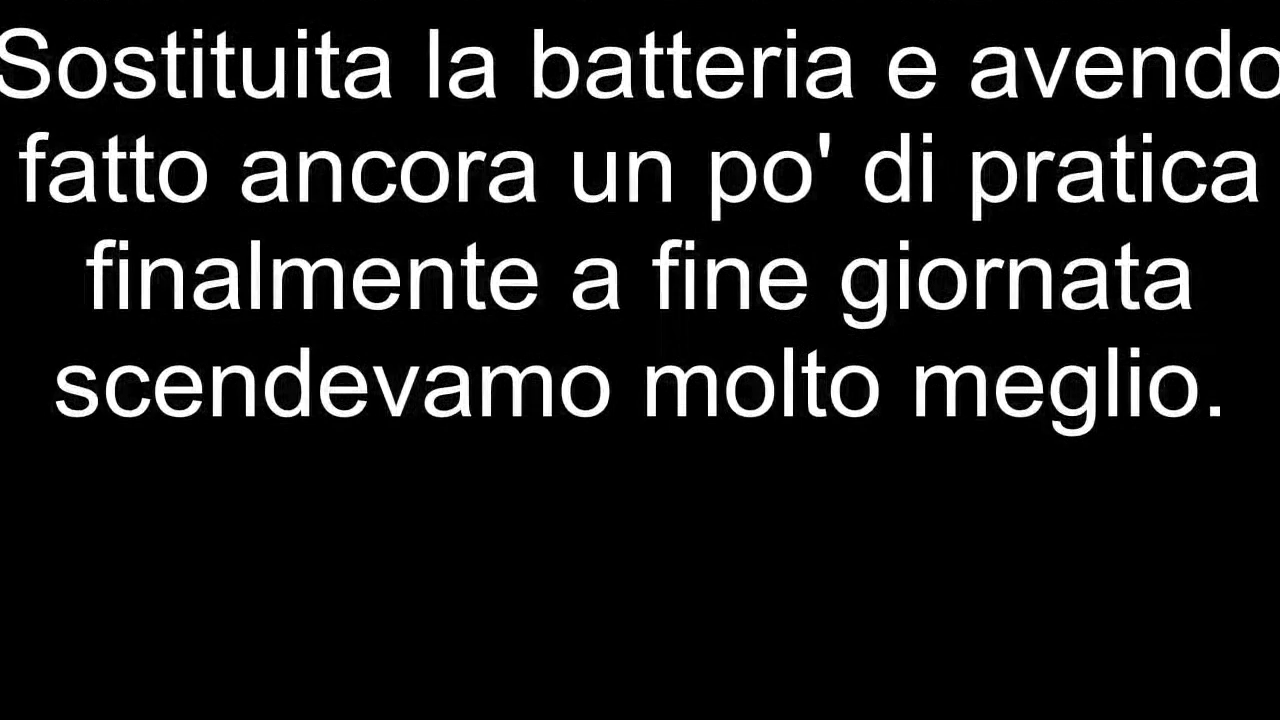 Sostituita la batteria e avendo
fatto ancora un po' di pratica
finalmente a fine giornata
scendevamo molto meglio.